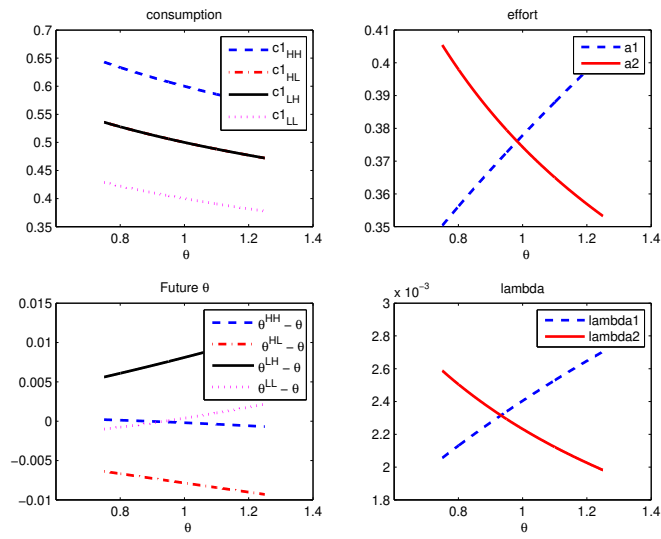 consumption
0.7
0.65
0.6
0.55
0.5
0.45
0.4
0.35
0.8
1
1.2
1.4
θ
c1HH
c1HL
c1LH
c1LL
effort
0.41
0.4
0.39
0.38
0.37
0.36
0.35
0.8
1
1.2
1.4
θ
a1
a2
Future θ
0.015
0.01
0.005
0
−0.005
−0.01
0.8
1
1.2
1.4
θ
θHH − θ
θHL − θ
θLH − θ
θLL − θ
lambda
x 10−3
3
2.8
2.6
2.4
2.2
2
1.8
0.8
1
1.2
1.4
θ
lambda1
lambda2